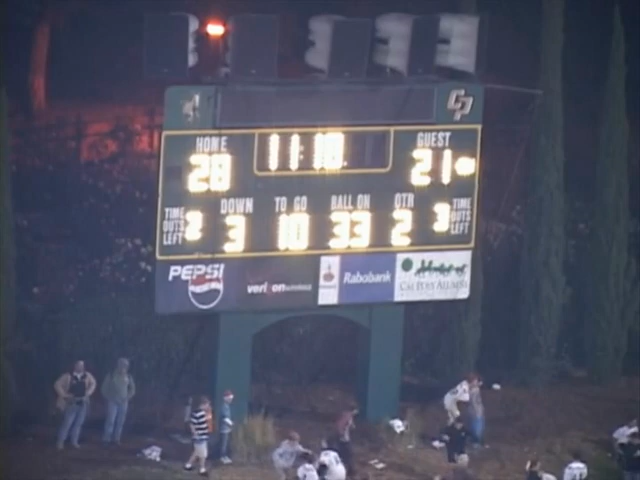 CP
HOME 11:18 GUEST
28 21
DOWN TO GO BALL ON QTR
TIME OUTS LEFT 2 3 10 33 2 3 TIME OUTS LEFT
PEPSI verizon wireless Rabobank CAL POLY